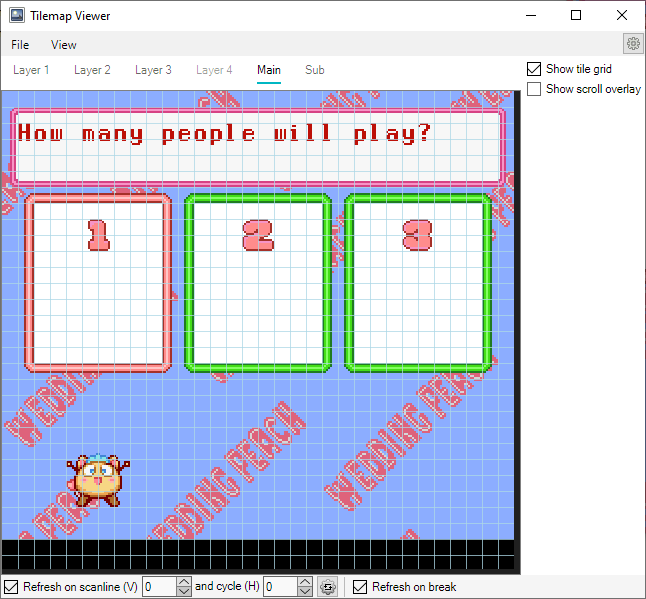 Tilemap Viewer
File View
Layer 1 Layer 2 Layer 3 Layer 4 Main Sub
Show tile grid
Show scroll overlay
How many people will play?
1 2 3
WEDDING
WEDDING PEACH
WEDDING PEACH
Refresh on scanline (V) 0 and cycle (H) 0 Refresh on break